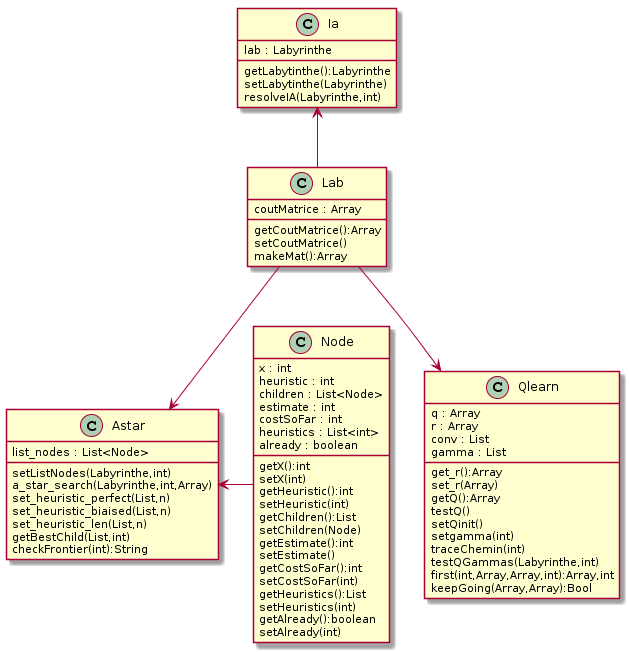 C Ia
lab : Labyrinthe
getLabytinthe():Labyrinthe
setLabytinthe(Labyrinthe)
resolveIA(Labyrinthe,int)
C Lab
coutMatrice : Array
getCoutMatrice():Array
setCoutMatrice()
makeMat():Array
C Node
x : int
heuristic : int
children : List<Node>
estimate : int
costSoFar : int
heuristics : List<int>
already : boolean
getX():int
setX(int)
getHeuristic():int
setHeuristic(int)
getChildren():List
setChildren(Node)
getEstimate():int
setEstimate()
getCostSoFar():int
setCostSoFar(int)
getHeuristics():List
setHeuristics(int)
getAlready():boolean
setAlready(int)
C Astar
list_nodes : List<Node>
setListNodes(Labyrinthe,int)
a_star_search(Labyrinthe,int,Array)
set_heuristic_perfect(List,n)
set_heuristic_biaised(List,n)
set_heuristic_len(List,n)
getBestChild(List,int)
checkFrontier(int):String
C Qlearn
q : Array
r : Array
conv : List
gamma : List
get_r():Array
set_r(Array)
getQ():Array
testQ()
setQinit()
setgamma(int)
traceChemin(int)
testQGammas(Labyrinthe,int)
first(int,Array,Array,int):Array,int
keepGoing(Array,Array):Bool